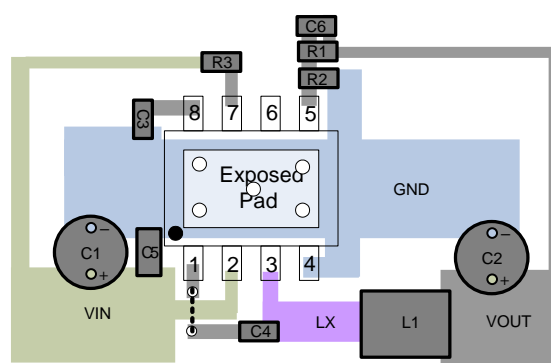 C6
R1
R3
R2
C3
8 7 6 5
Exposed
Pad
GND
C1
−
+
C5
1 2 3 4
C2
−
+
VIN
C4
LX
L1
VOUT